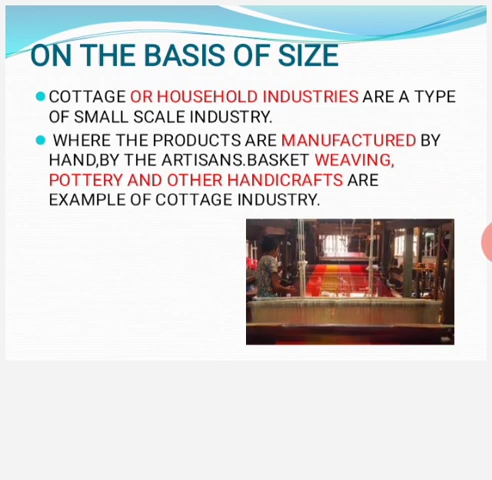 ON THE BASIS OF SIZE
COTTAGE OR HOUSEHOLD INDUSTRIES ARE A TYPE
OF SMALL SCALE INDUSTRY.
WHERE THE PRODUCTS ARE MANUFACTURED BY
HAND,BY THE ARTISANS.BASKET WEAVING,
POTTERY AND OTHER HANDICRAFTS ARE
EXAMPLE OF COTTAGE INDUSTRY.